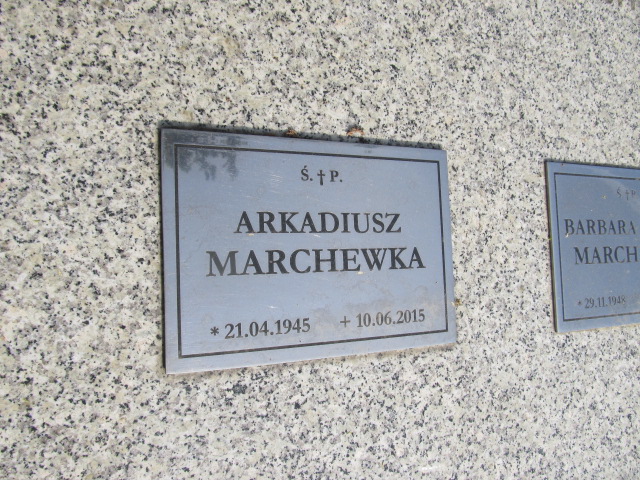 Ś. † P.
ARKADIUSZ
MARCHEWKA
* 21.04.1945 + 10.06.2015
Ś † P
BARBARA
MARCH
* 29.11.1948